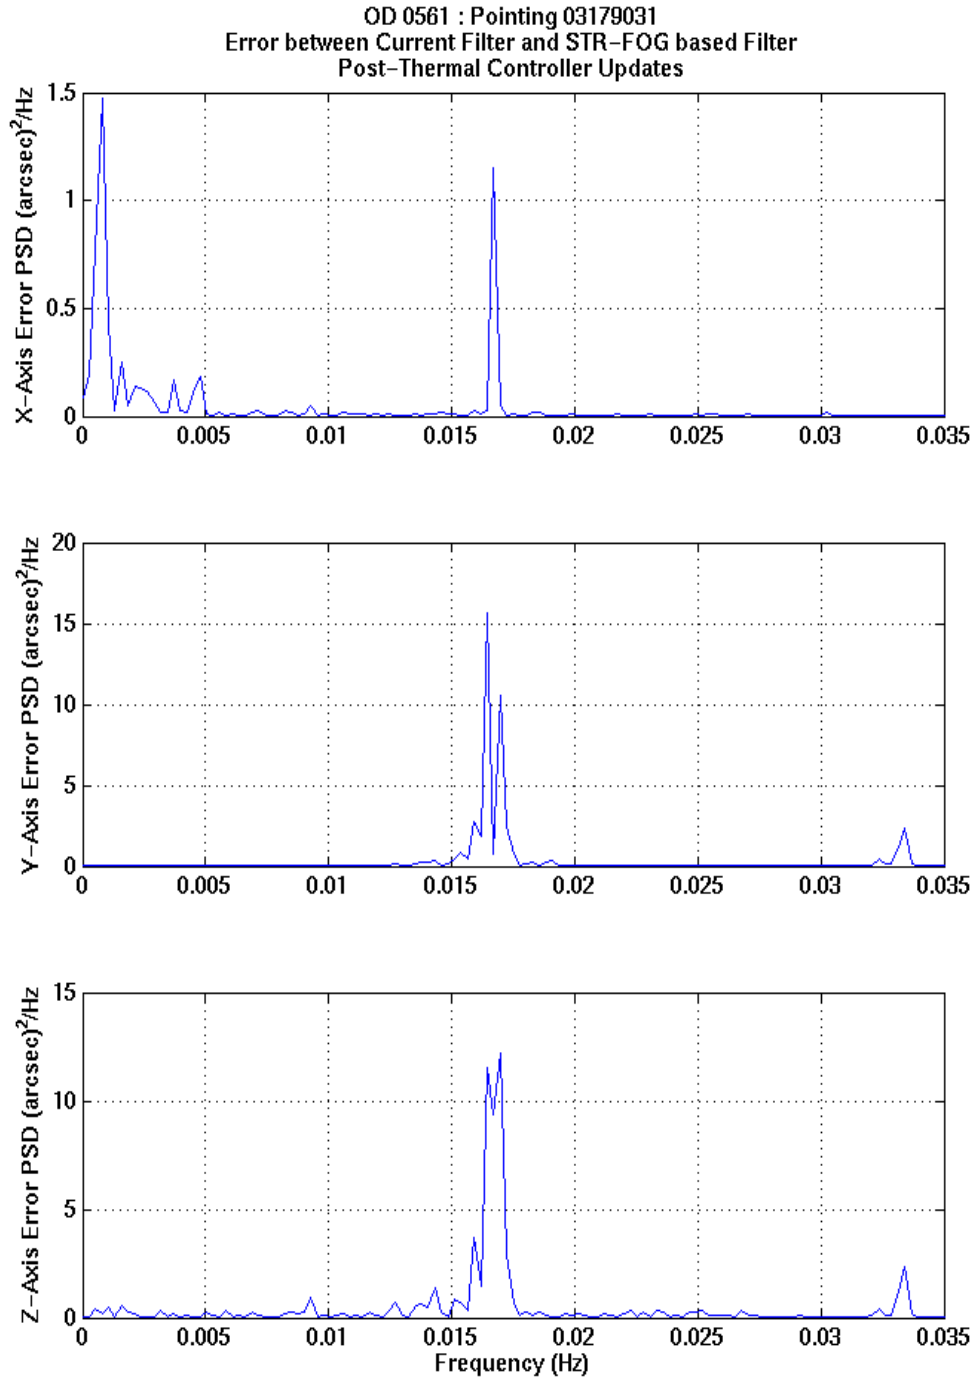 OD 0561 : Pointing 03179031
Error between Current Filter and STR−FOG based Filter
Post−Thermal Controller Updates
X−Axis Error PSD (arcsec)²/Hz
1.5
1
0.5
0
0 0.005 0.01 0.015 0.02 0.025 0.03 0.035
Y−Axis Error PSD (arcsec)²/Hz
20
15
10
5
0
0 0.005 0.01 0.015 0.02 0.025 0.03 0.035
Z−Axis Error PSD (arcsec)²/Hz
15
10
5
0
0 0.005 0.01 0.015 0.02 0.025 0.03 0.035
Frequency (Hz)